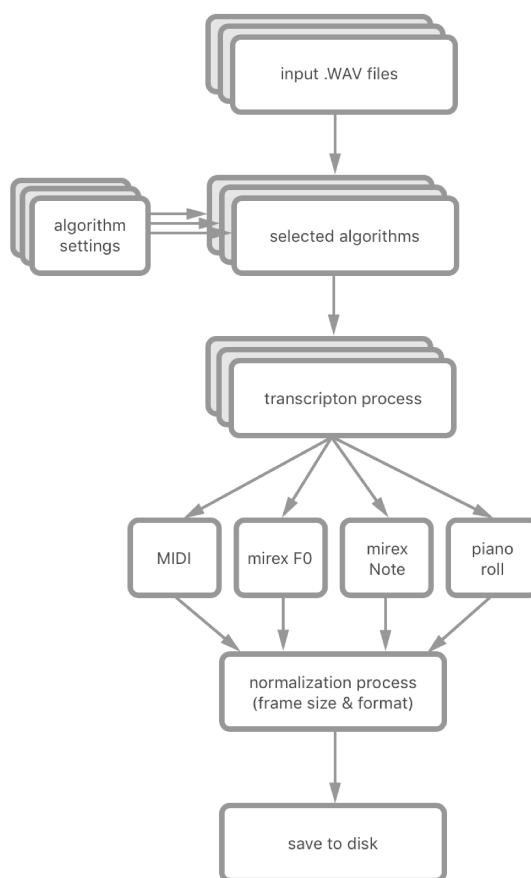 input .WAV files
algorithm
settings
selected algorithms
transcripton process
MIDI
mirex F0
mirex
Note
piano
roll
normalization process
(frame size & format)
save to disk